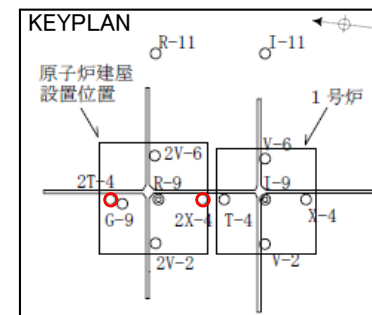 KEYPLAN
R-11
I-11
原子炉建屋
設置位置
1号炉
2V-6
V-6
2T-4
R-9
I-9
G-9
2X-4
T-4
X-4
2V-2
V-2